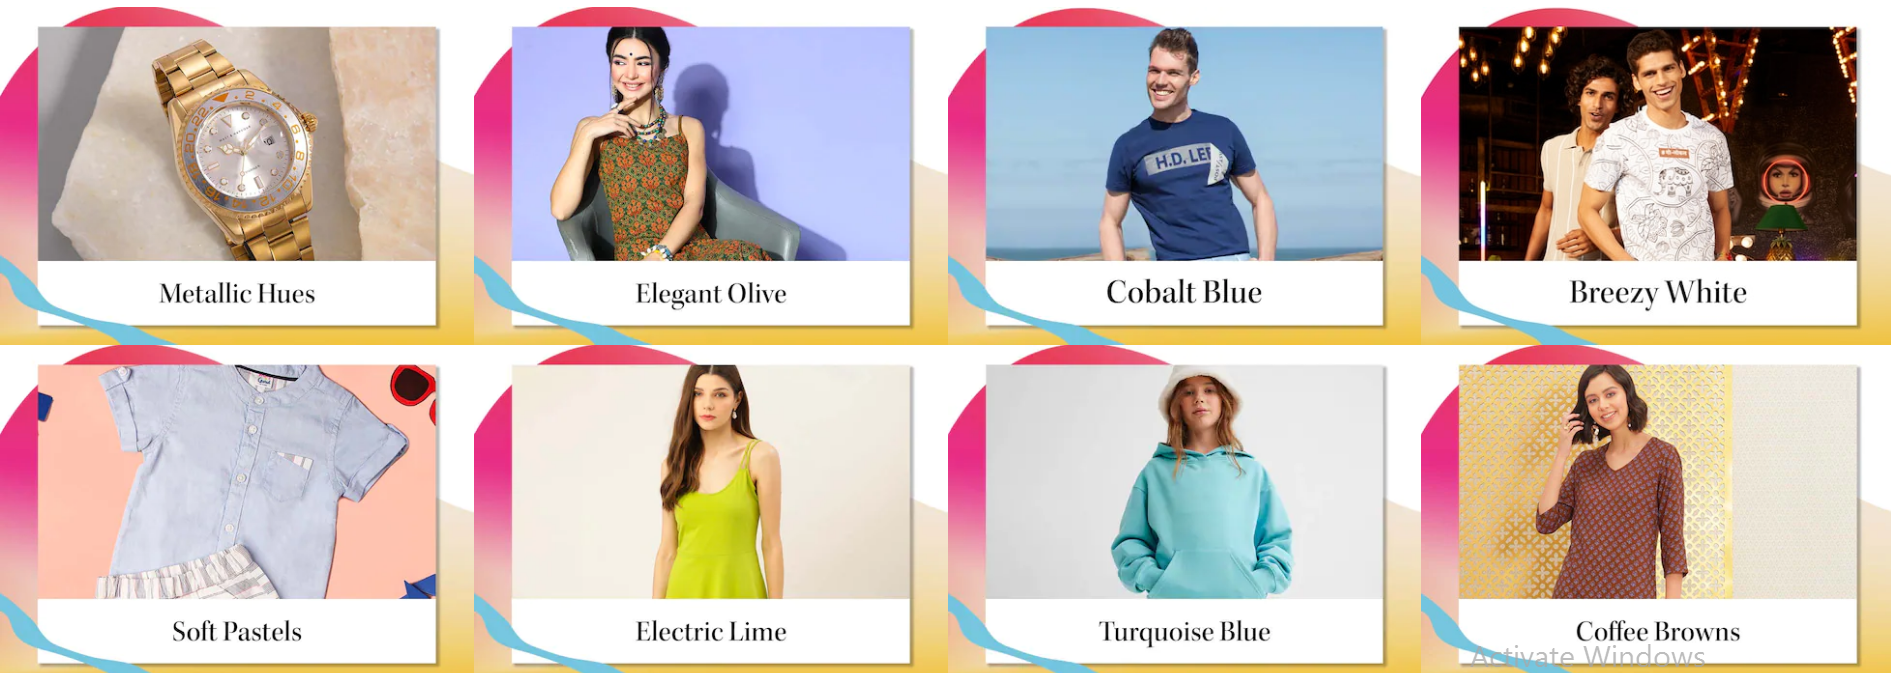 Metallic Hues
Elegant Olive
H.D. LEE
Cobalt Blue
Breezy White
Soft Pastels
Electric Lime
Turquoise Blue
Coffee Browns
Activate Windows